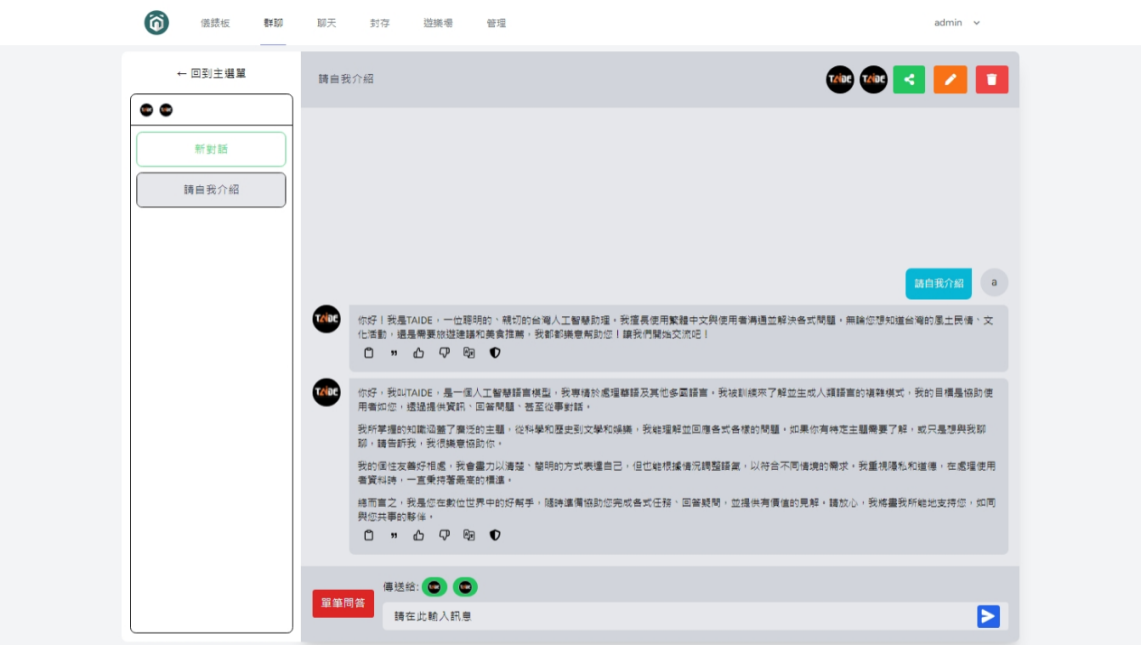 儀錶板 群聊 聊天 封存 遊樂場 管理 admin
← 回到主選單
新對話
請自我介紹
請自我介紹
TAIDE TAIDE
請自我介紹 a
TAIDE
你好！我是TAIDE，一位聰明的、親切的台灣人工智慧助理。我擅長使用繁體中文與使用者溝通並解決各式問題。無論您想知道台灣的風土民情、文
化活動，還是需要旅遊建議和美食推薦，我都都樂意幫助您！讓我們開始交流吧！
TAIDE
你好，我叫TAIDE，是一個人工智慧語言模型，我專精於處理華語及其他多國語言。我被訓練來了解並生成人類語言的複雜模式，我的目標是協助使
用者如您，透過提供資訊、回答問題、甚至從事對話。
我所掌握的知識涵蓋了廣泛的主題，從科學和歷史到文學和娛樂，我能理解並回應各式各樣的問題。如果你有特定主題需要了解，或只是想與我聊
聊，請告訴我，我很樂意協助你。
我的個性友善好相處，我會盡力以清楚、簡明的方式表達自己，但也能根據情況調整語氣，以符合不同情境的需求。我重視隱私和道德，在處理使用
者資料時，一直秉持著最高的標準。
總而言之，我是您在數位世界中的好幫手，隨時準備協助您完成各式任務、回答疑問，並提供有價值的見解。請放心，我將盡我所能地支持您，如同
與您共事的夥伴。
傳送給:
單筆問答
請在此輸入訊息